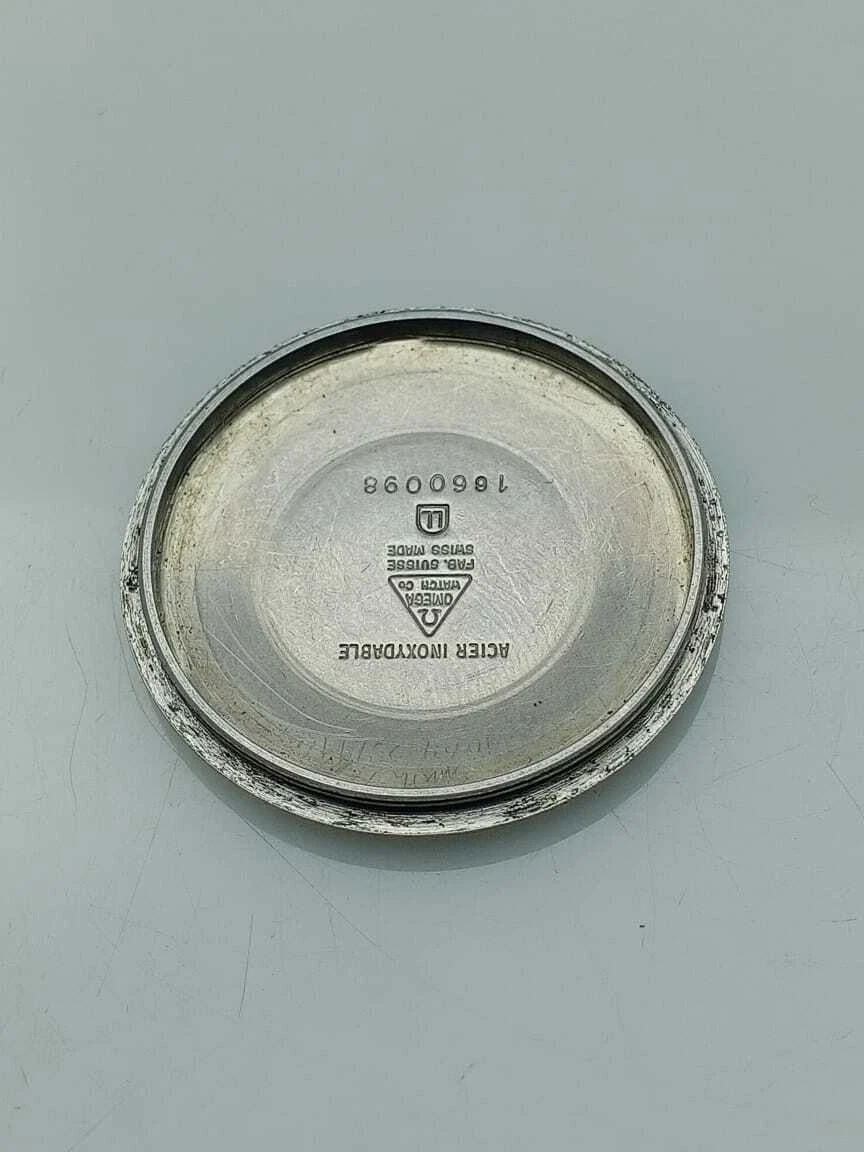 ACIER INOXYDABLE
Ω
OMEGA
WATCH Co
FAB. SUISSE
SWISS MADE
1660098